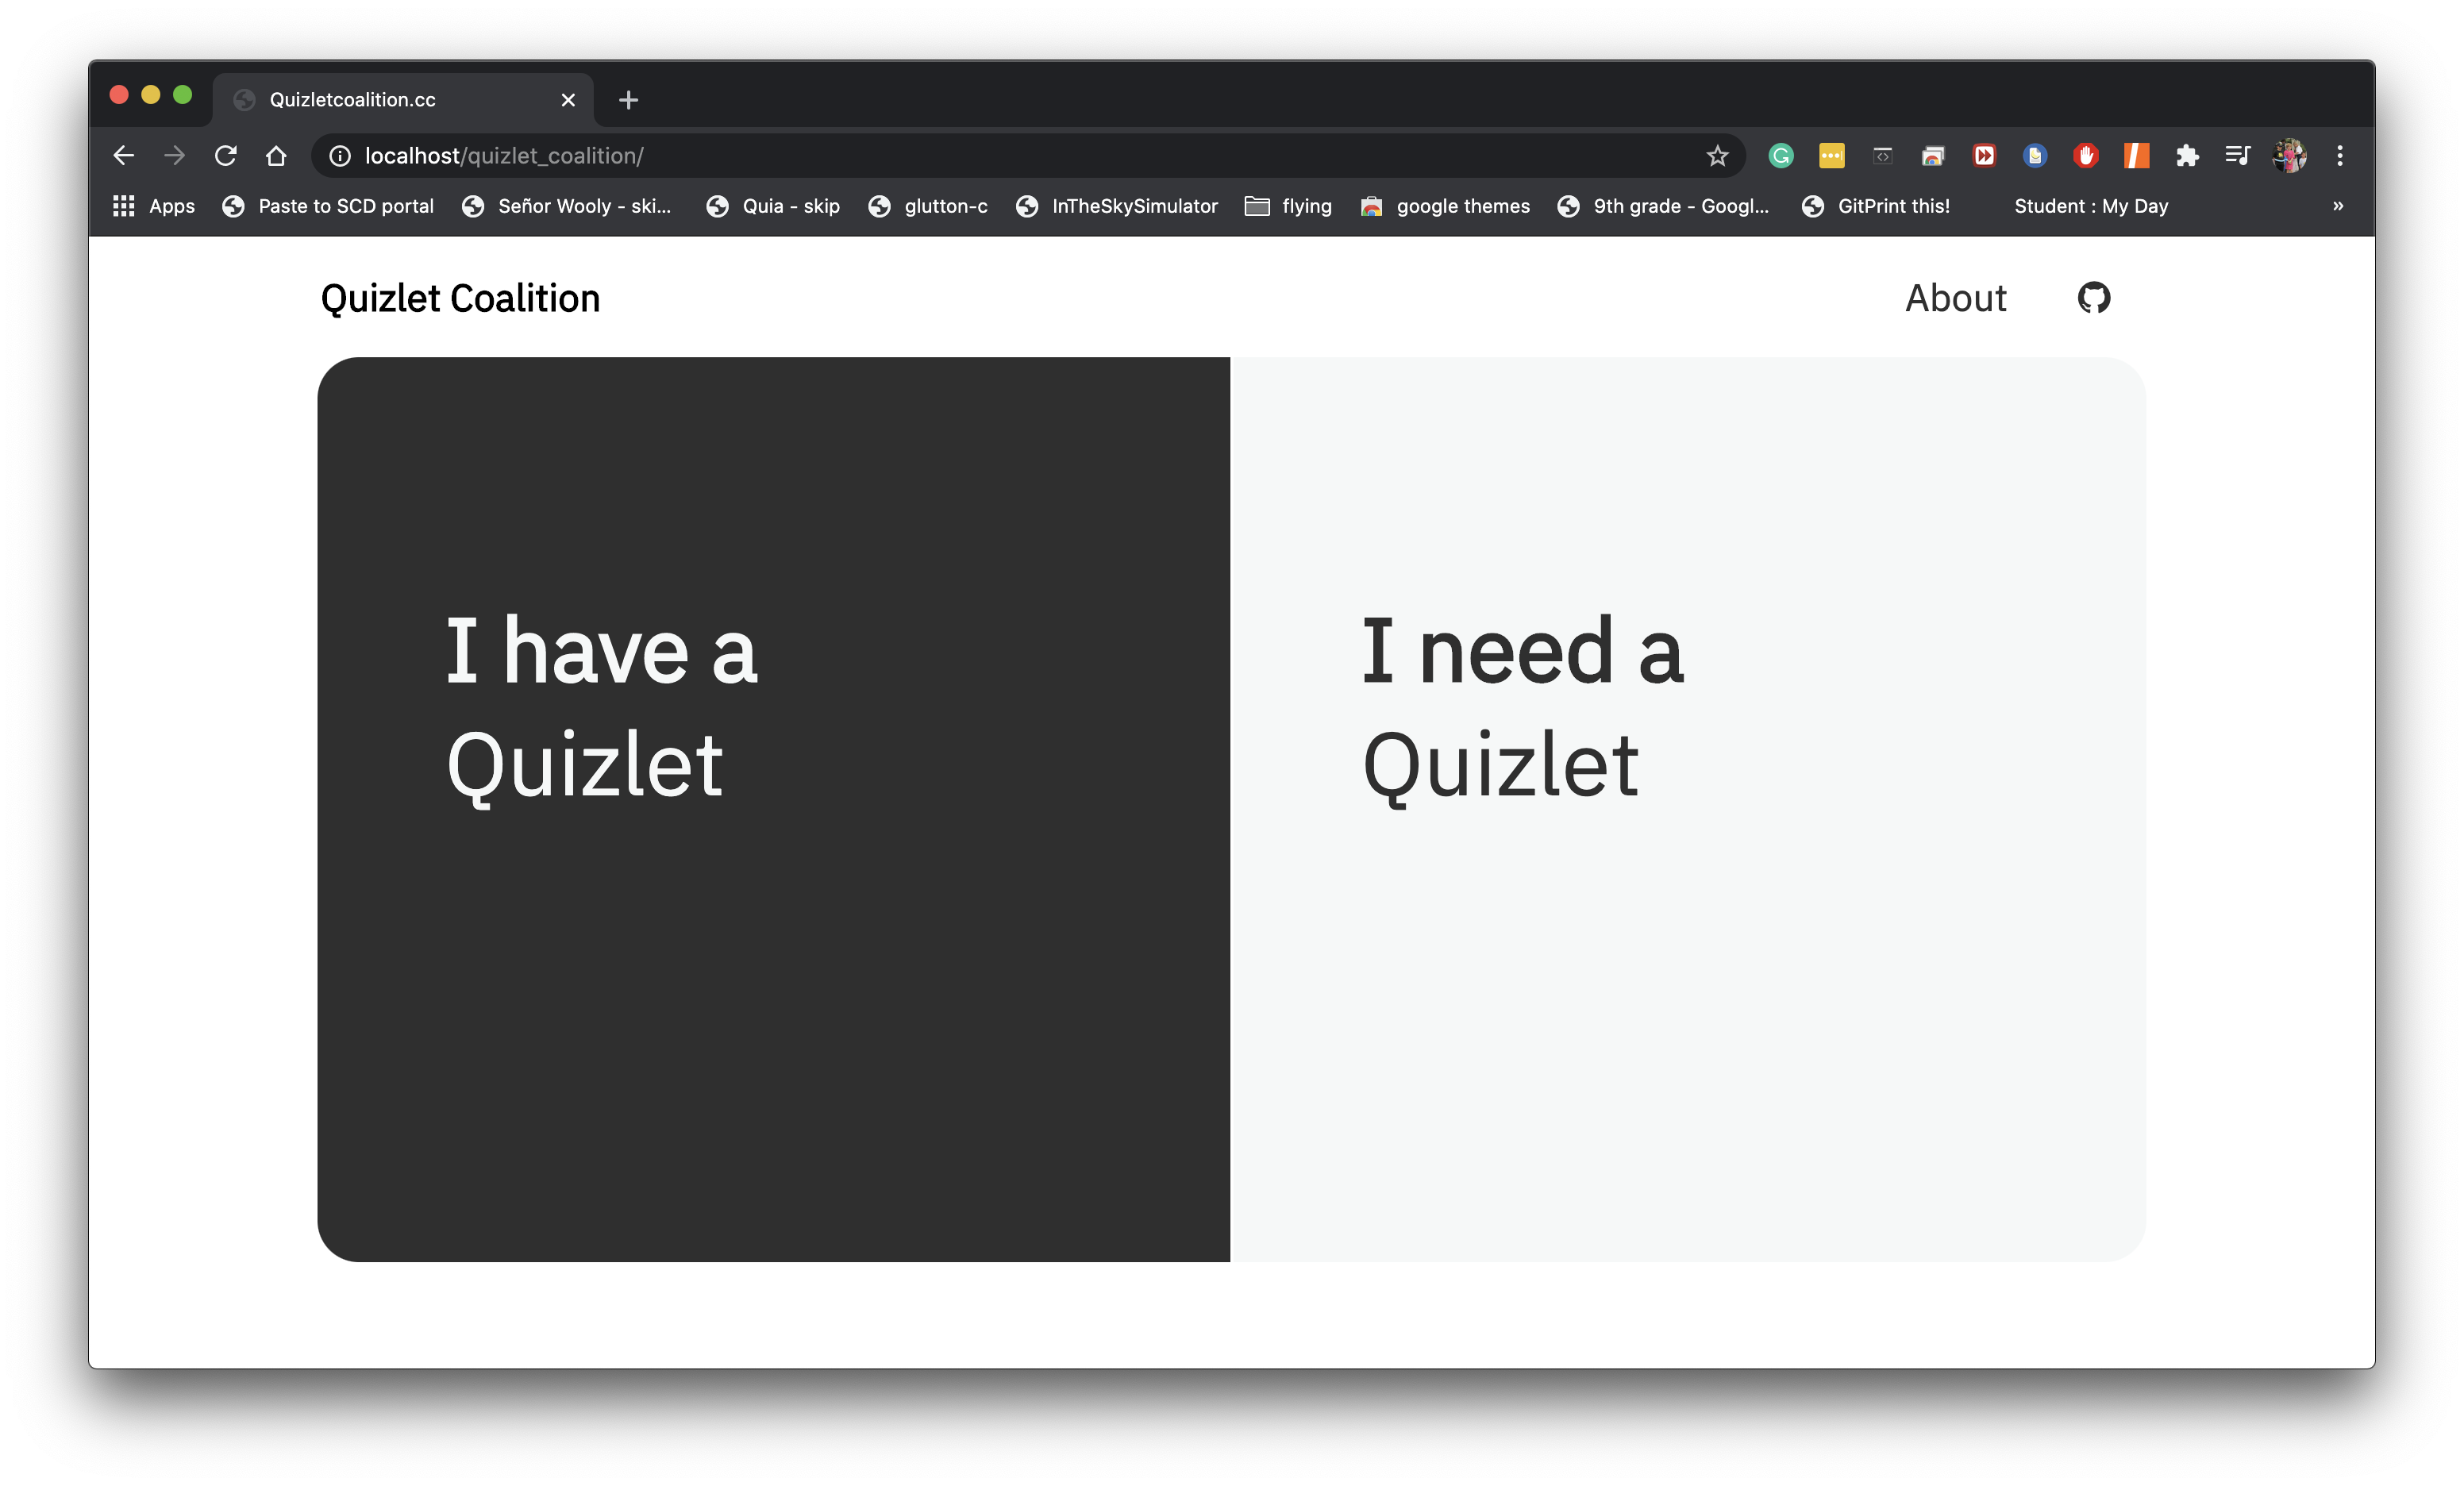 Quizletcoalition.cc
localhost/quizlet_coalition/
Apps Paste to SCD portal Señor Wooly - ski... Quia - skip glutton-c InTheSkySimulator flying google themes 9th grade - Googl... GitPrint this! Student : My Day »
Quizlet Coalition About
I have a
Quizlet
I need a
Quizlet